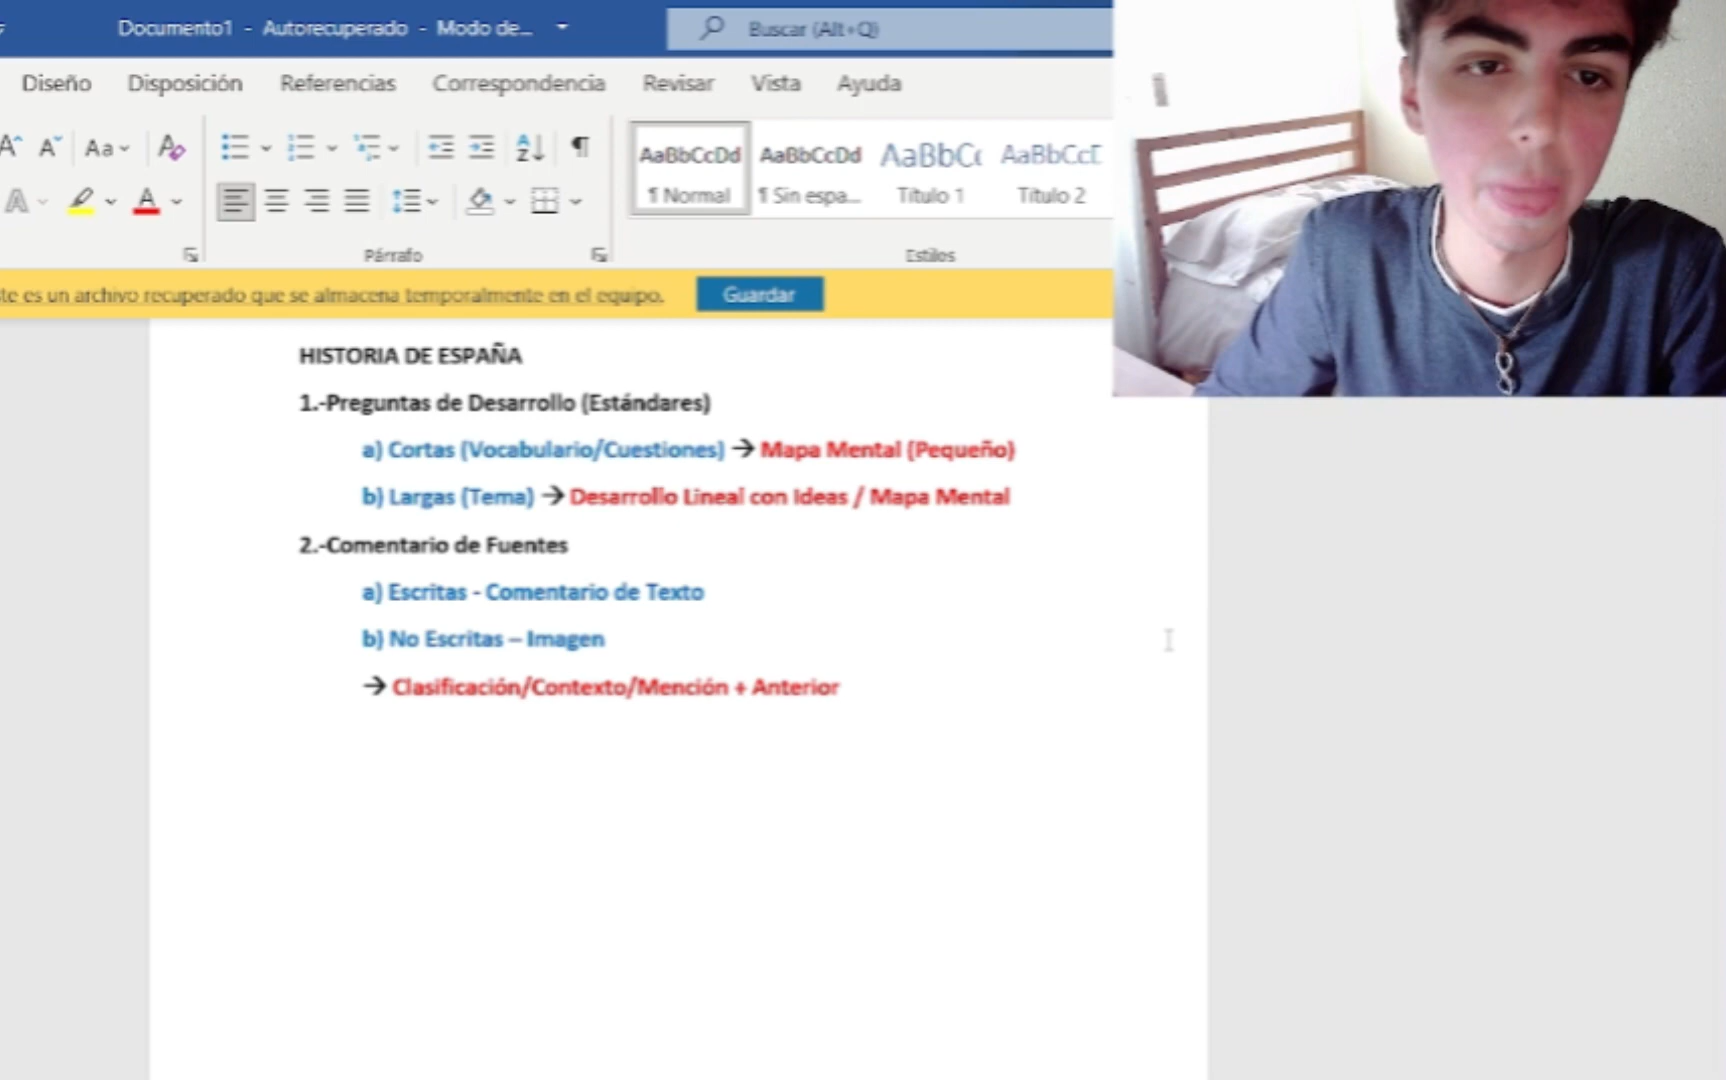 Documento1 - Autorecuperado - Modo de...
Buscar (Alt+Q)
Diseño Disposición Referencias Correspondencia Revisar Vista Ayuda
Aa
AaBbCcDd AaBbCcDd AaBbC AaBbCc
¶ Normal ¶ Sin espa... Título 1 Título 2
Párrafo Estilos
es un archivo recuperado que se almacena temporalmente en el equipo. Guardar
HISTORIA DE ESPAÑA
1.-Preguntas de Desarrollo (Estándares)
a) Cortas (Vocabulario/Cuestiones) → Mapa Mental (Pequeño)
b) Largas (Tema) → Desarrollo Lineal con Ideas / Mapa Mental
2.-Comentario de Fuentes
a) Escritas - Comentario de Texto
b) No Escritas – Imagen
→ Clasificación/Contexto/Mención + Anterior